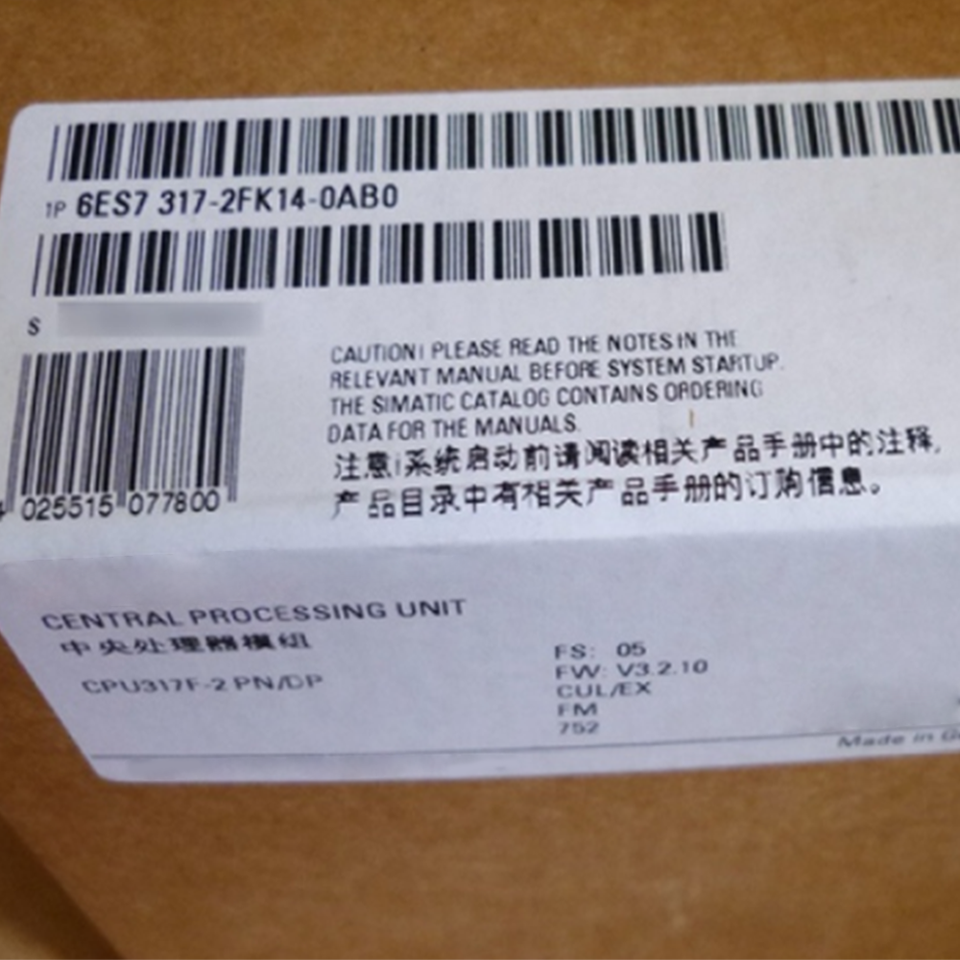 1P 6ES7 317-2FK14-0AB0
S
CAUTION! PLEASE READ THE NOTES IN THE
RELEVANT MANUAL BEFORE SYSTEM STARTUP.
THE SIMATIC CATALOG CONTAINS ORDERING
DATA FOR THE MANUALS.
注意!系统启动前请阅读相关产品手册中的注释,
产品目录中有相关产品手册的订购信息。
4 025515 077800
CENTRAL PROCESSING UNIT
中央处理器模组
CPU317F-2 PN/DP
FS: 05
FW: V3.2.10
CUL/EX
FM
752
Made in